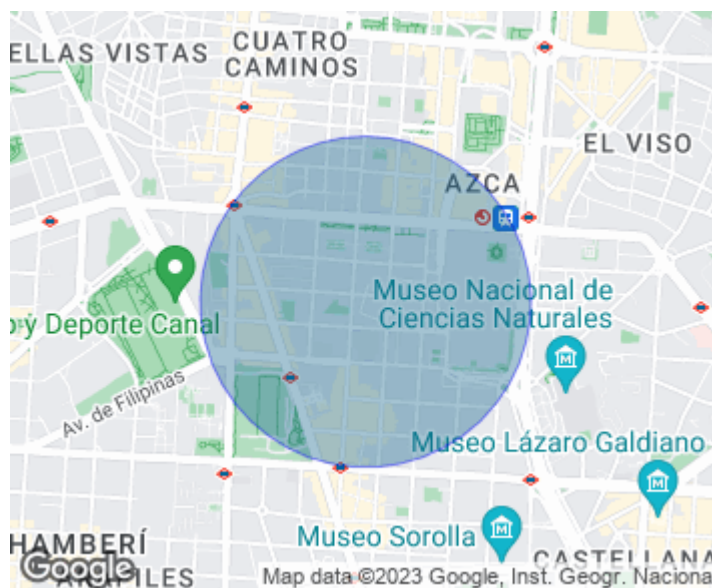 ELLAS VISTAS
CUATRO
CAMINOS
EL VISO
AZCA
Museo Nacional de
Ciencias Naturales
o y Deporte Canal
Av. de Filipinas
Museo Lázaro Galdiano
Museo Sorolla
HAMBERÍ
CASTELLANA
Google
Map data ©2023 Google, Inst. Geogr. Naciona